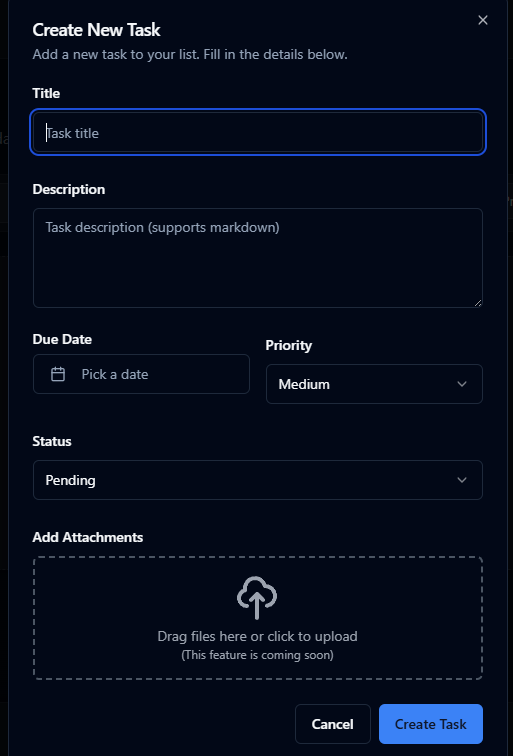 Create New Task
Add a new task to your list. Fill in the details below.
Title
Task title
Description
Task description (supports markdown)
Due Date
Priority
Pick a date
Medium
Status
Pending
Add Attachments
Drag files here or click to upload
(This feature is coming soon)
Cancel
Create Task